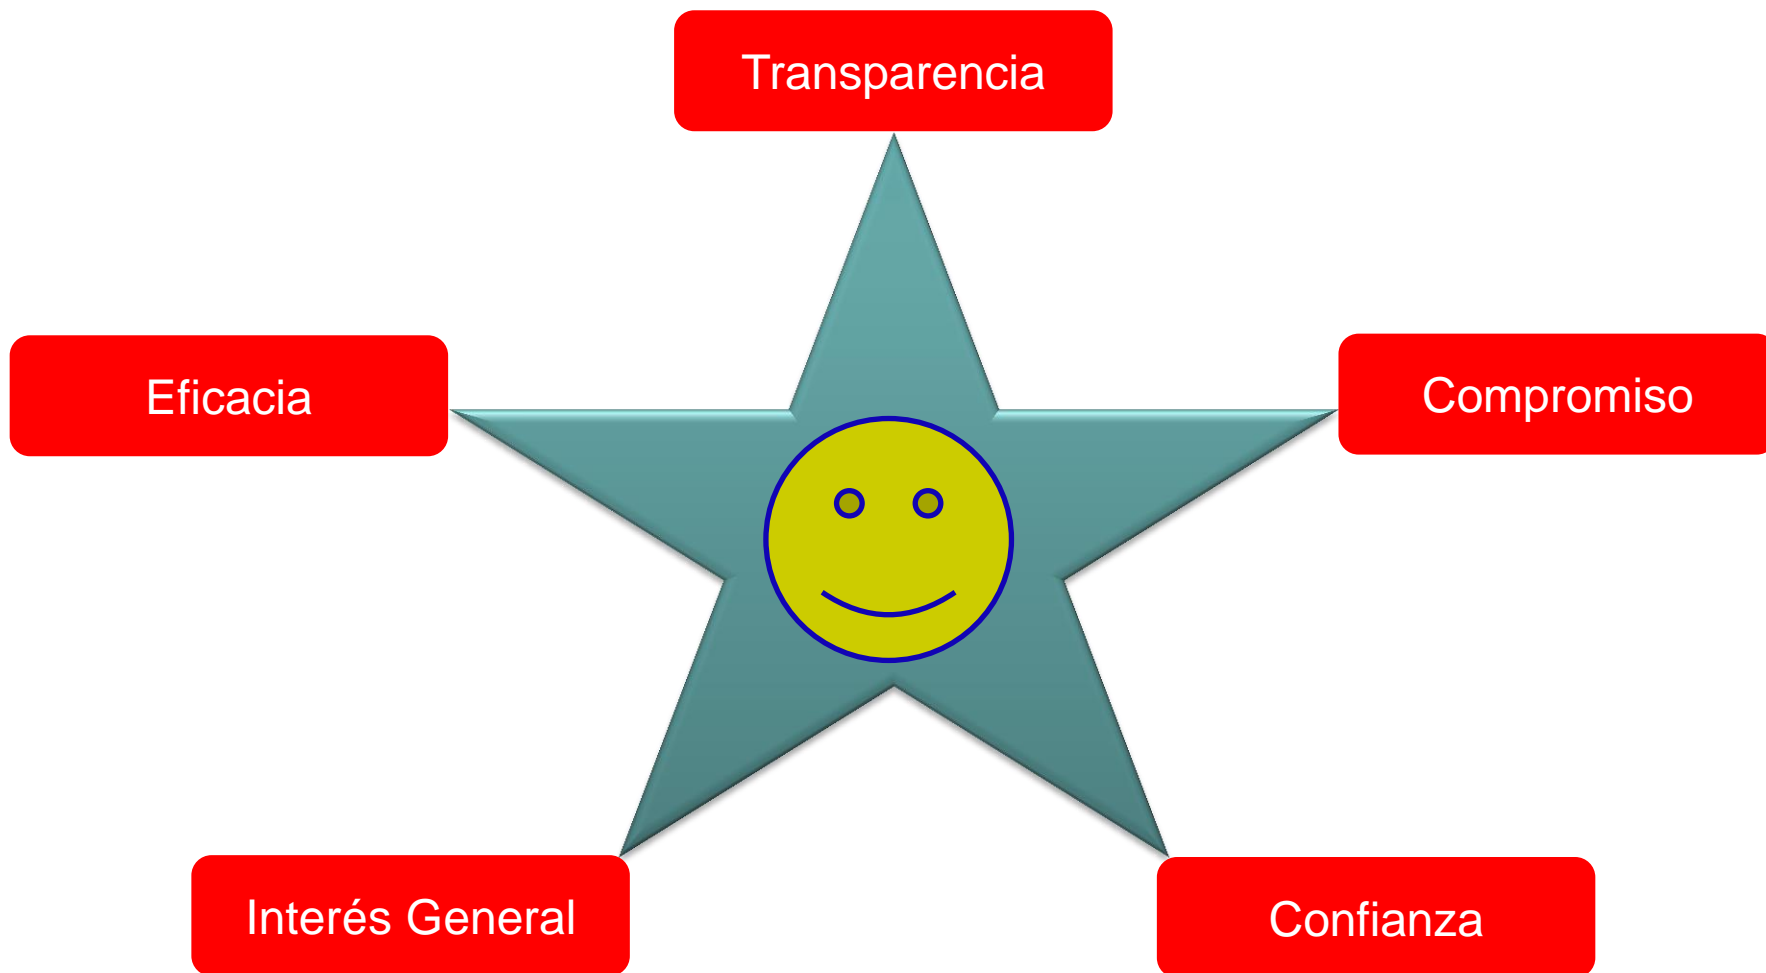 Transparencia
Eficacia
Compromiso
Interés General
Confianza